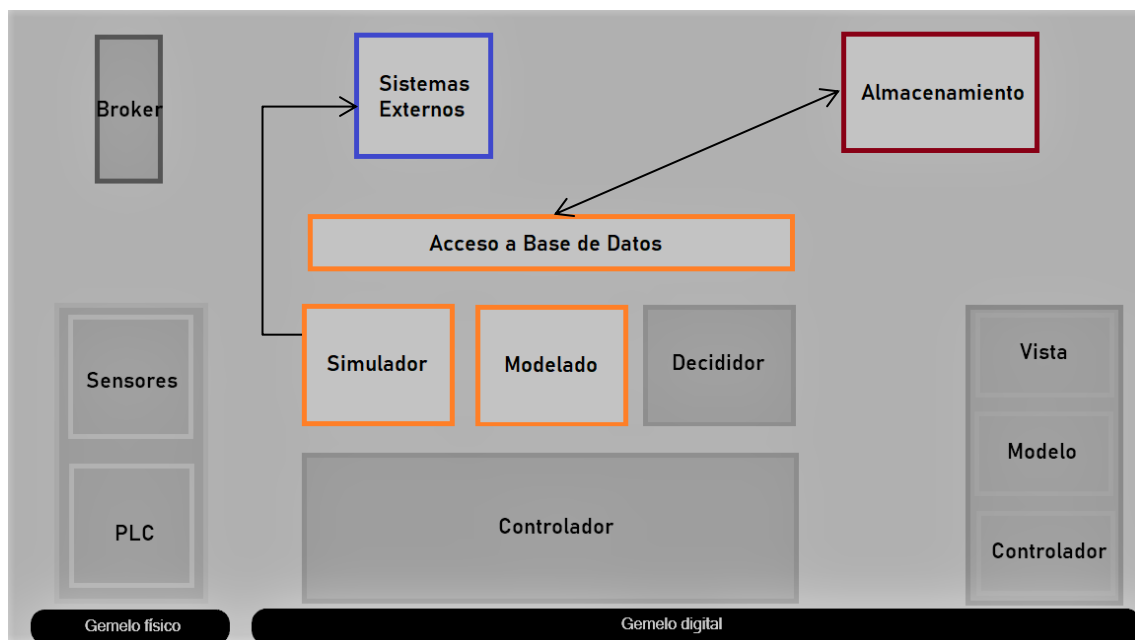 Broker
Sistemas
Externos
Almacenamiento
Acceso a Base de Datos
Sensores
Simulador
Modelado
Decididor
Vista
Modelo
PLC
Controlador
Controlador
Gemelo físico
Gemelo digital